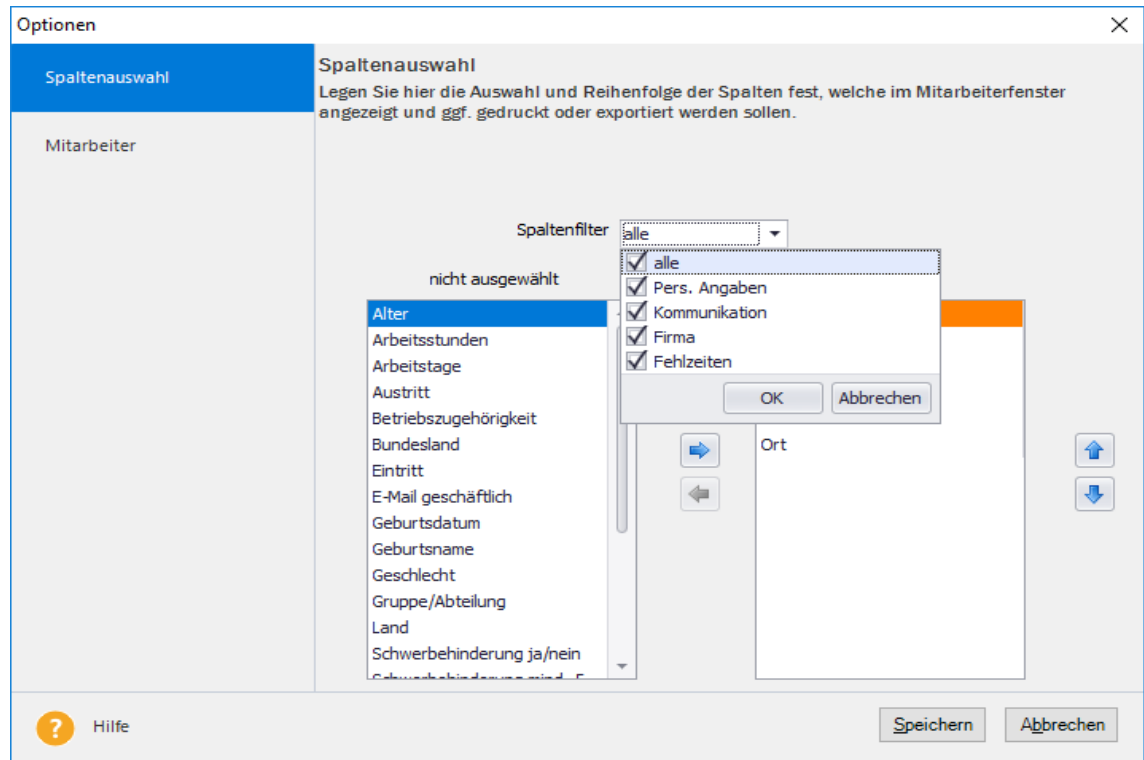 Optionen
Spaltenauswahl
Mitarbeiter
Spaltenauswahl
Legen Sie hier die Auswahl und Reihenfolge der Spalten fest, welche im Mitarbeiterfenster
angezeigt und ggf. gedruckt oder exportiert werden sollen.
Spaltenfilter
alle
alle
Pers. Angaben
Kommunikation
Firma
Fehlzeiten
OK
Abbrechen
nicht ausgewählt
Alter
Arbeitsstunden
Arbeitstage
Austritt
Betriebszugehörigkeit
Bundesland
Eintritt
E-Mail geschäftlich
Geburtsdatum
Geburtsname
Geschlecht
Gruppe/Abteilung
Land
Schwerbehinderung ja/nein
Ort
?
Hilfe
Speichern
Abbrechen